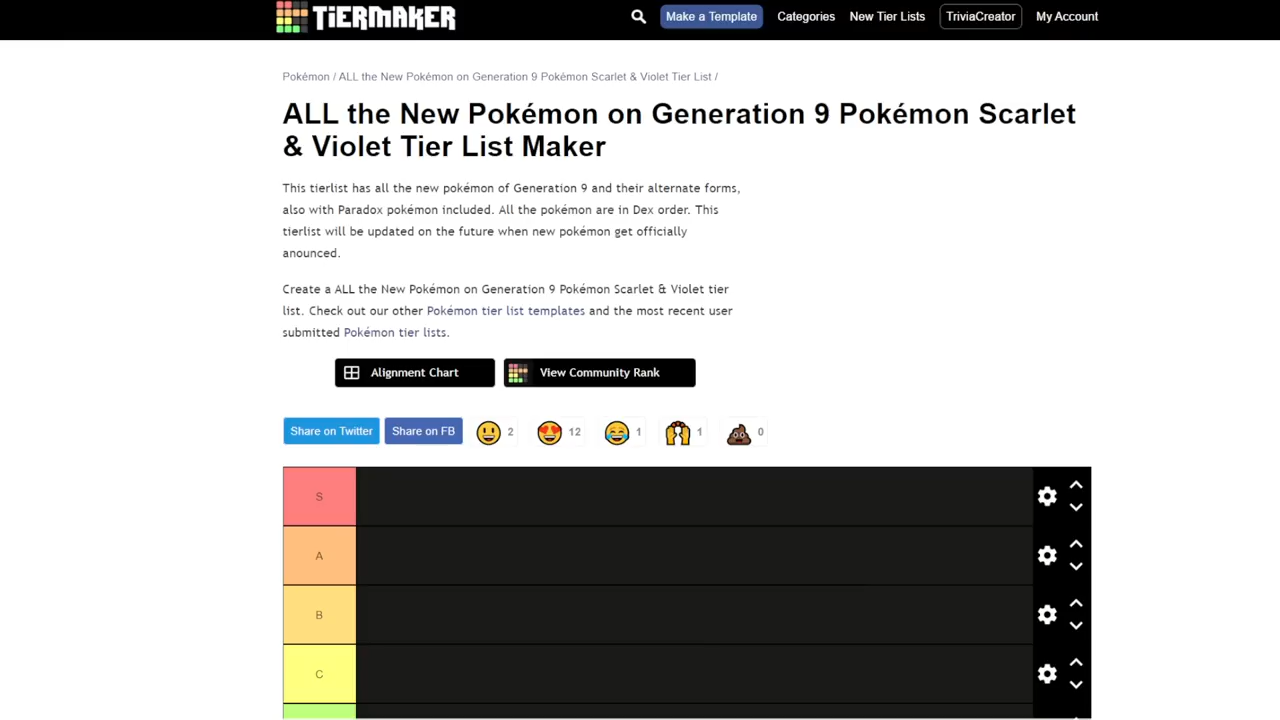 TiERMAKER
Make a Template Categories New Tier Lists TriviaCreator My Account
Pokémon / ALL the New Pokémon on Generation 9 Pokémon Scarlet & Violet Tier List /
ALL the New Pokémon on Generation 9 Pokémon Scarlet
& Violet Tier List Maker
This tierlist has all the new pokémon of Generation 9 and their alternate forms,
also with Paradox pokémon included. All the pokémon are in Dex order. This
tierlist will be updated on the future when new pokémon get officially
anounced.
Create a ALL the New Pokémon on Generation 9 Pokémon Scarlet & Violet tier
list. Check out our other Pokémon tier list templates and the most recent user
submitted Pokémon tier lists.
Alignment Chart View Community Rank
Share on Twitter Share on FB 2 12 1 1 0
S
A
B
C